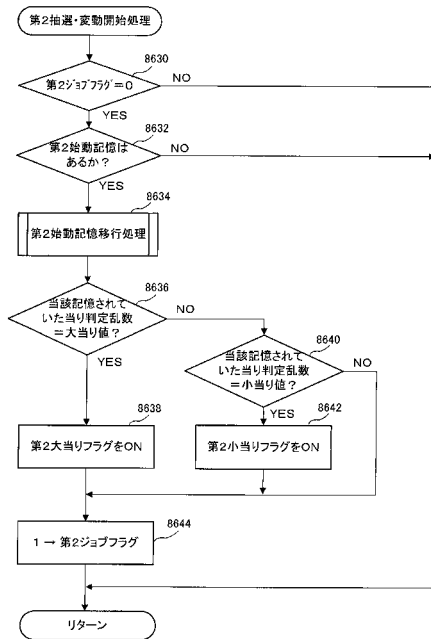 第2抽選・変動開始処理
8630
第2ジョブフラグ=0
NO
YES
8632
第2始動記憶は
あるか?
NO
YES
8634
第2始動記憶移行処理
8636
当該記憶されて
いた当り判定乱数
=大当り値?
NO
YES
8640
当該記憶されて
いた当り判定乱数
=小当り値?
NO
YES
8638
第2大当りフラグをON
8642
第2小当りフラグをON
8644
1 → 第2ジョブフラグ
リターン